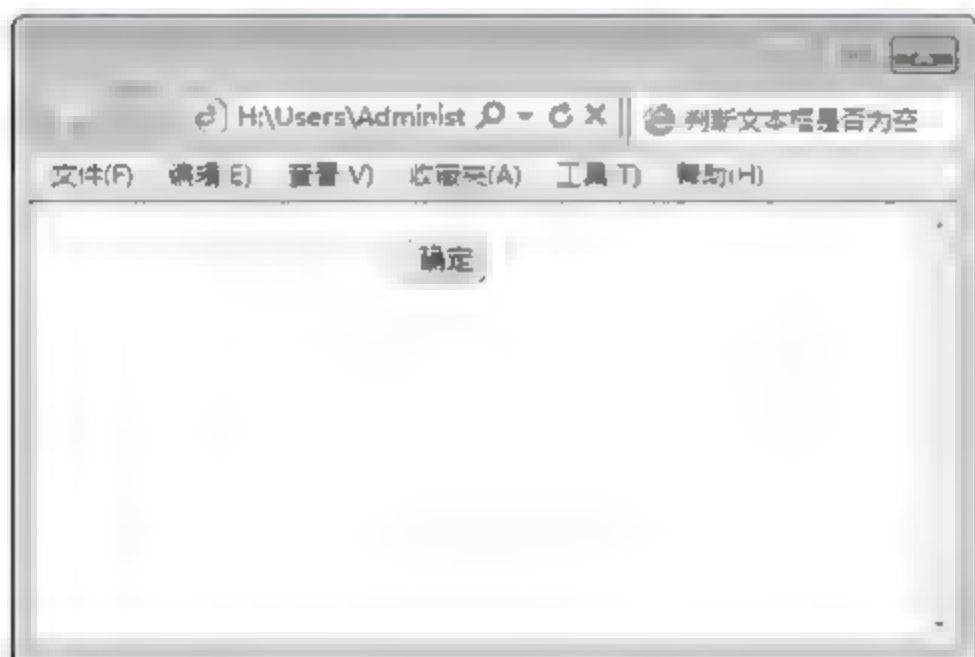 H:\Users\Administ 判断文本框是否为空
文件(F) 编辑 E) 查看 V) 收藏夹(A) 工具 T) 帮助(H)
确定